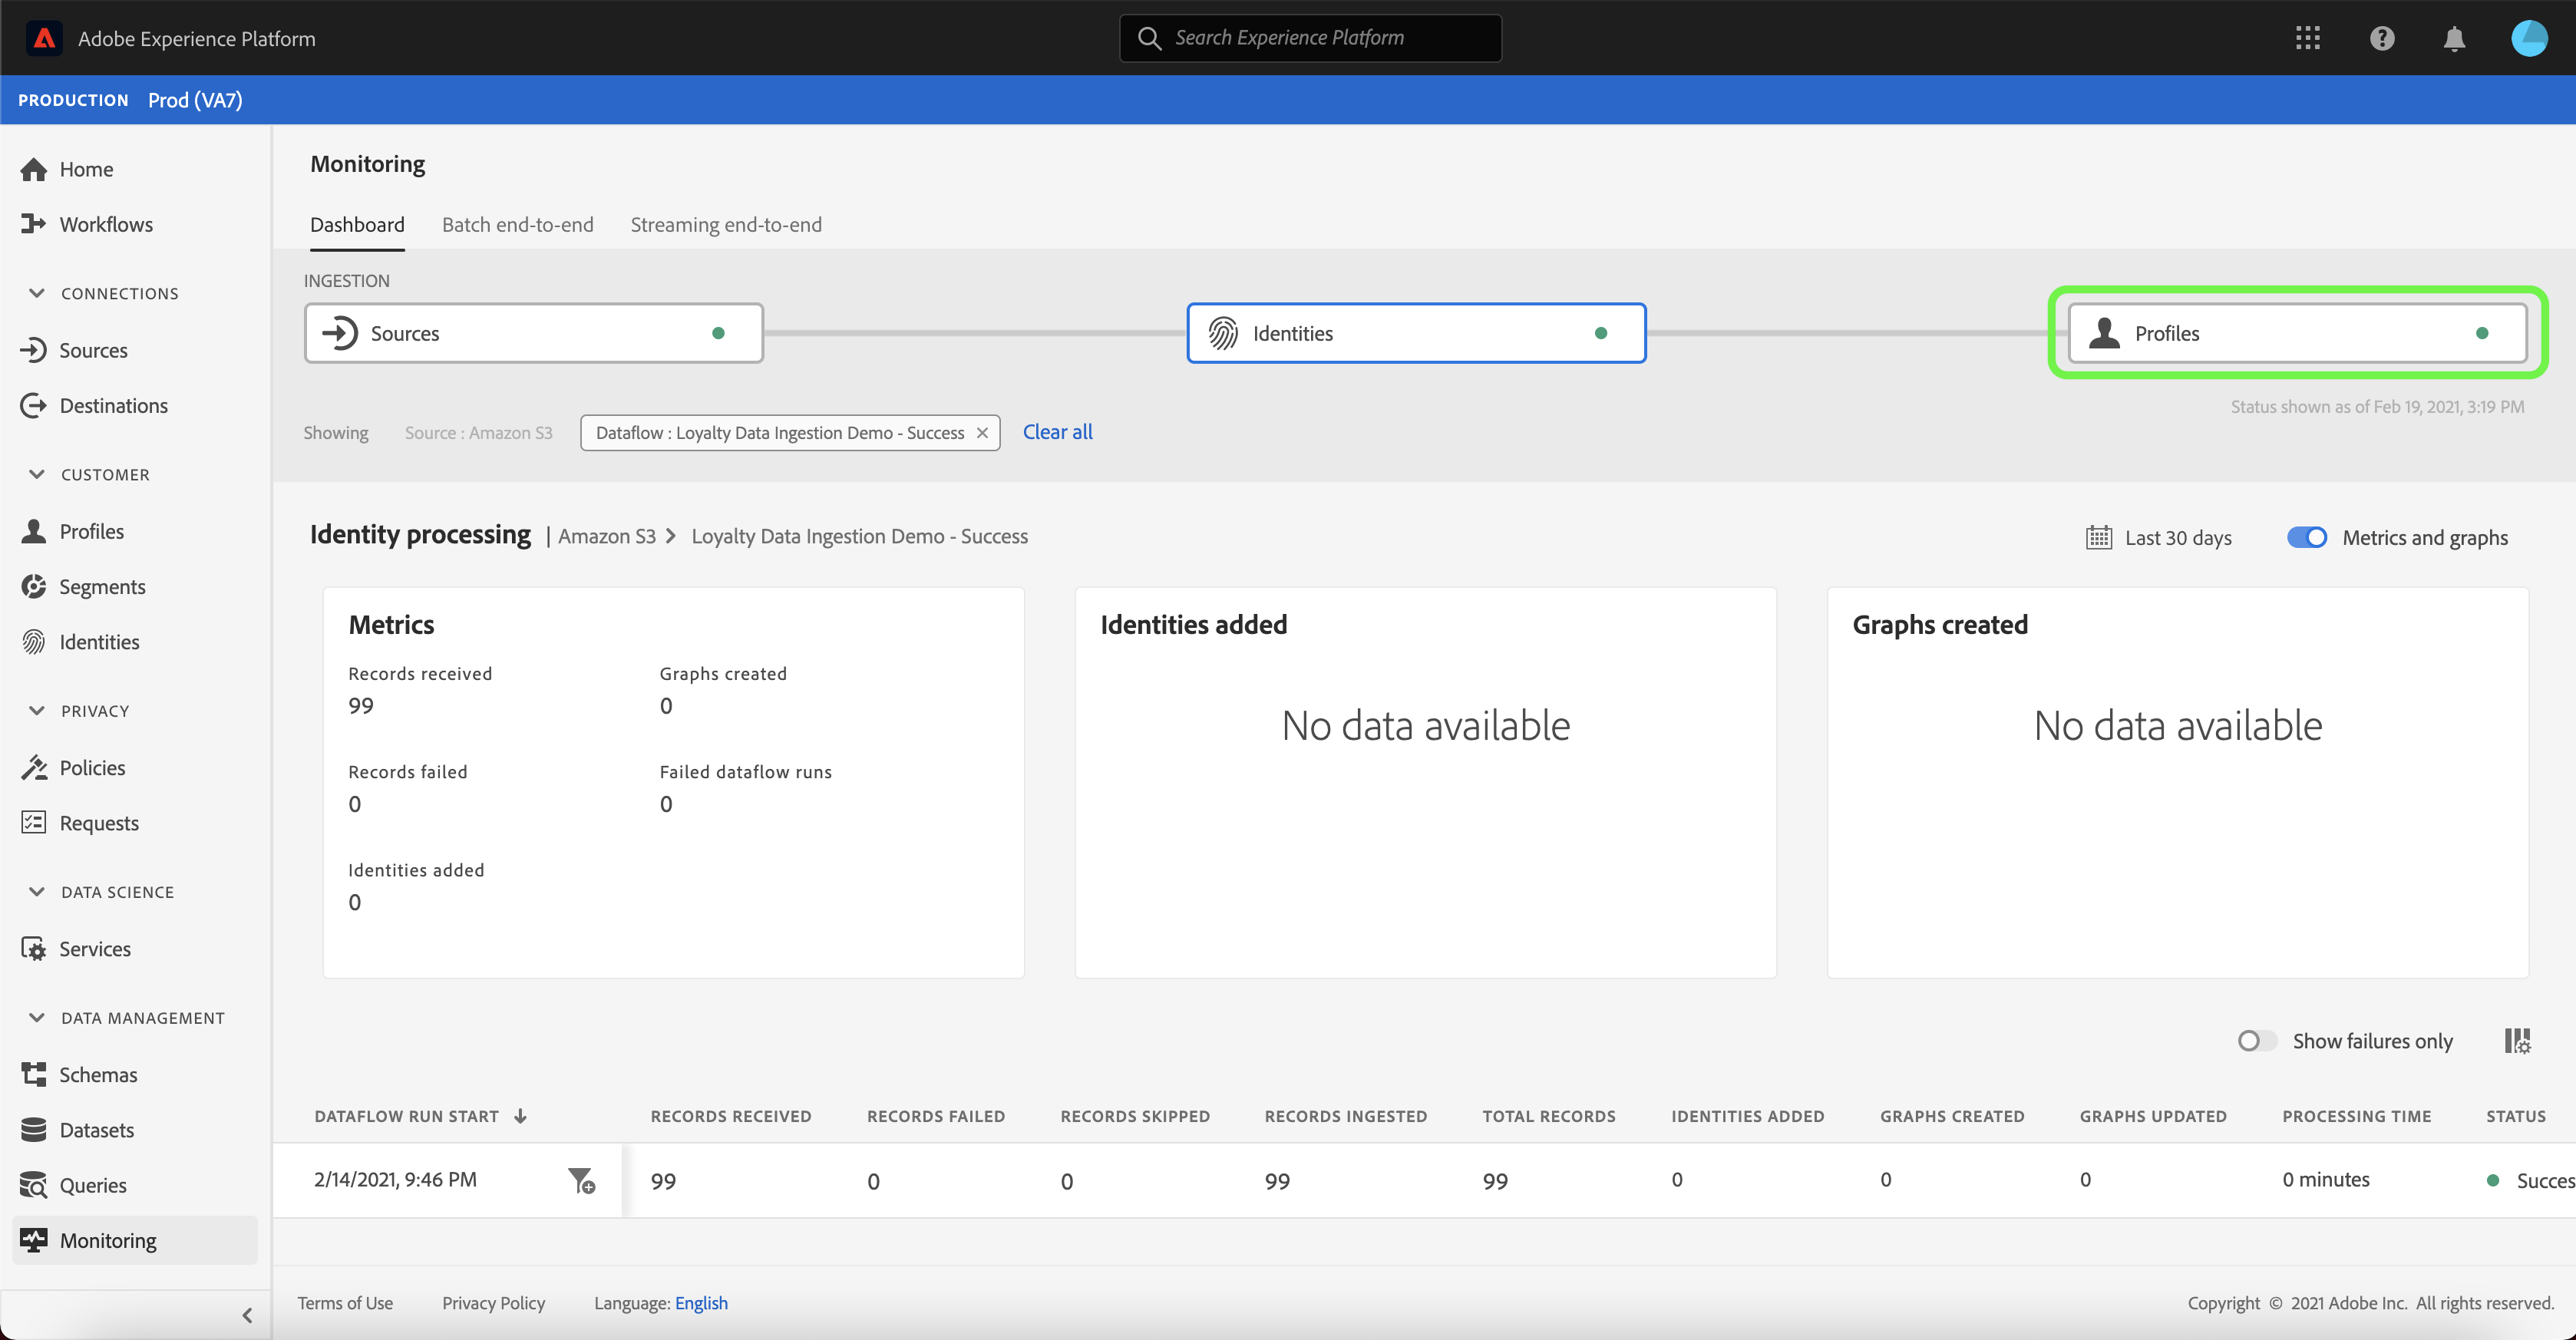 Adobe Experience Platform
Search Experience Platform
PRODUCTION Prod (VA7)
Home
Workflows
CONNECTIONS
Sources
Destinations
CUSTOMER
Profiles
Segments
Identities
PRIVACY
Policies
Requests
DATA SCIENCE
Services
DATA MANAGEMENT
Schemas
Datasets
Queries
Monitoring
Monitoring
Dashboard Batch end-to-end Streaming end-to-end
INGESTION
Sources Identities Profiles
Status shown as of Feb 19, 2021, 3:19 PM
Showing Source : Amazon S3 Dataflow : Loyalty Data Ingestion Demo - Success Clear all
Identity processing | Amazon S3 > Loyalty Data Ingestion Demo - Success
Last 30 days Metrics and graphs
Metrics
Records received Graphs created
99 0
Records failed Failed dataflow runs
0 0
Identities added
0
Identities added
No data available
Graphs created
No data available
Show failures only
DATAFLOW RUN START RECORDS RECEIVED RECORDS FAILED RECORDS SKIPPED RECORDS INGESTED TOTAL RECORDS IDENTITIES ADDED GRAPHS CREATED GRAPHS UPDATED PROCESSING TIME STATUS
2/14/2021, 9:46 PM 99 0 0 99 99 0 0 0 0 minutes Succes
Terms of Use Privacy Policy Language: English
Copyright © 2021 Adobe Inc. All rights reserved.